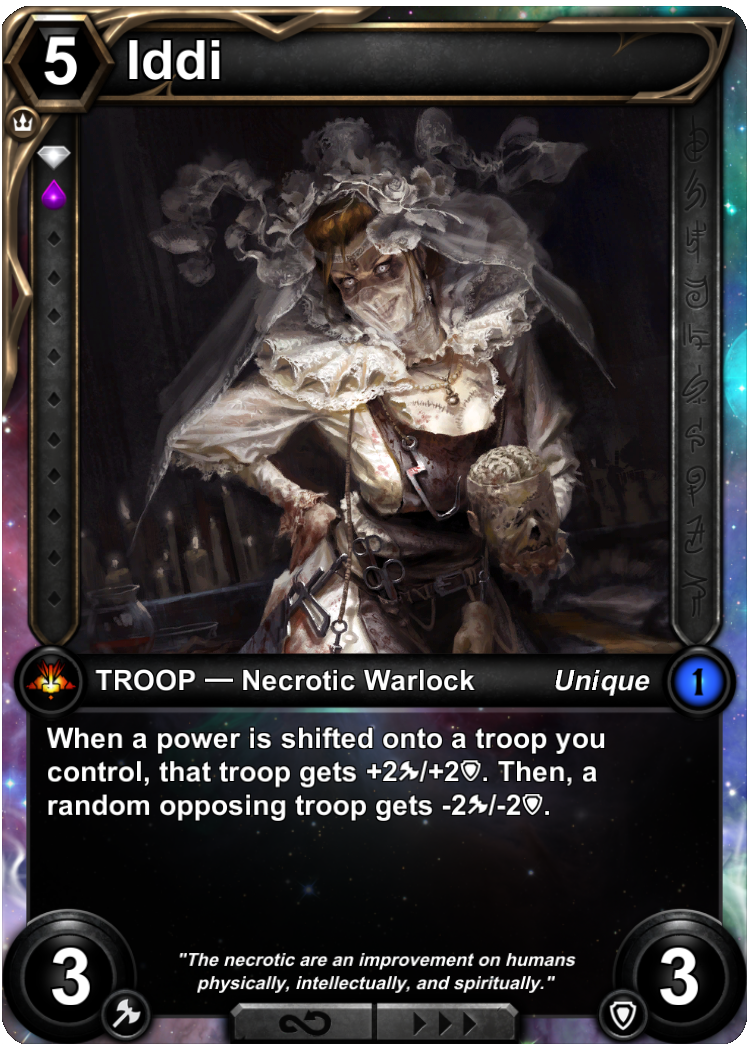 5 Iddi
TROOP — Necrotic Warlock Unique 1
When a power is shifted onto a troop you
control, that troop gets +2/+2. Then, a
random opposing troop gets -2/-2.
"The necrotic are an improvement on humans
physically, intellectually, and spiritually."
3 3